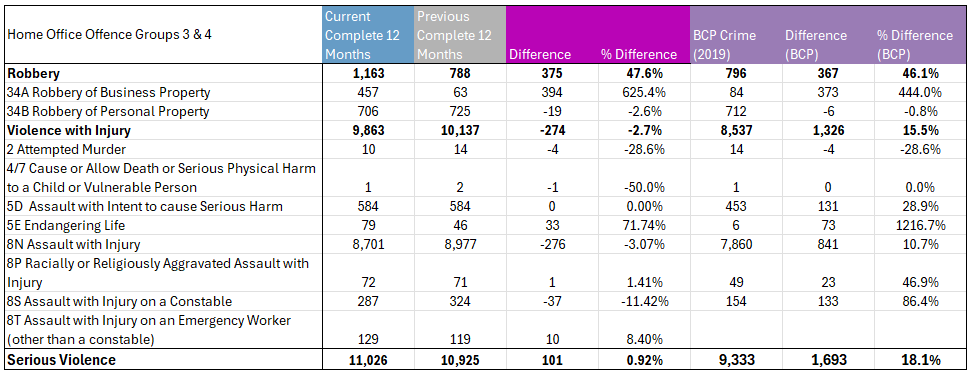 Home Office Offence Groups 3 & 4 Current Complete 12 Months Previous Complete 12 Months Difference % Difference BCP Crime (2019) Difference (BCP) % Difference (BCP)
Robbery 1,163 788 375 47.6% 796 367 46.1%
34A Robbery of Business Property 457 63 394 625.4% 84 373 444.0%
34B Robbery of Personal Property 706 725 -19 -2.6% 712 -6 -0.8%
Violence with Injury 9,863 10,137 -274 -2.7% 8,537 1,326 15.5%
2 Attempted Murder 10 14 -4 -28.6% 14 -4 -28.6%
4/7 Cause or Allow Death or Serious Physical Harm
to a Child or Vulnerable Person 1 2 -1 -50.0% 1 0 0.0%
5D Assault with Intent to cause Serious Harm 584 584 0 0.00% 453 131 28.9%
5E Endangering Life 79 46 33 71.74% 6 73 1216.7%
8N Assault with Injury 8,701 8,977 -276 -3.07% 7,860 841 10.7%
8P Racially or Religiously Aggravated Assault with
Injury 72 71 1 1.41% 49 23 46.9%
8S Assault with Injury on a Constable 287 324 -37 -11.42% 154 133 86.4%
8T Assault with Injury on an Emergency Worker
(other than a constable) 129 119 10 8.40%
Serious Violence 11,026 10,925 101 0.92% 9,333 1,693 18.1%